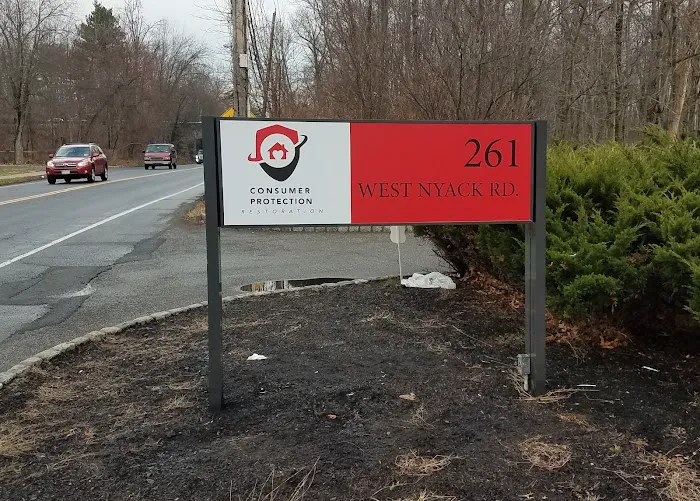 CONSUMER
PROTECTION
RESTORATION
261
WEST NYACK RD.